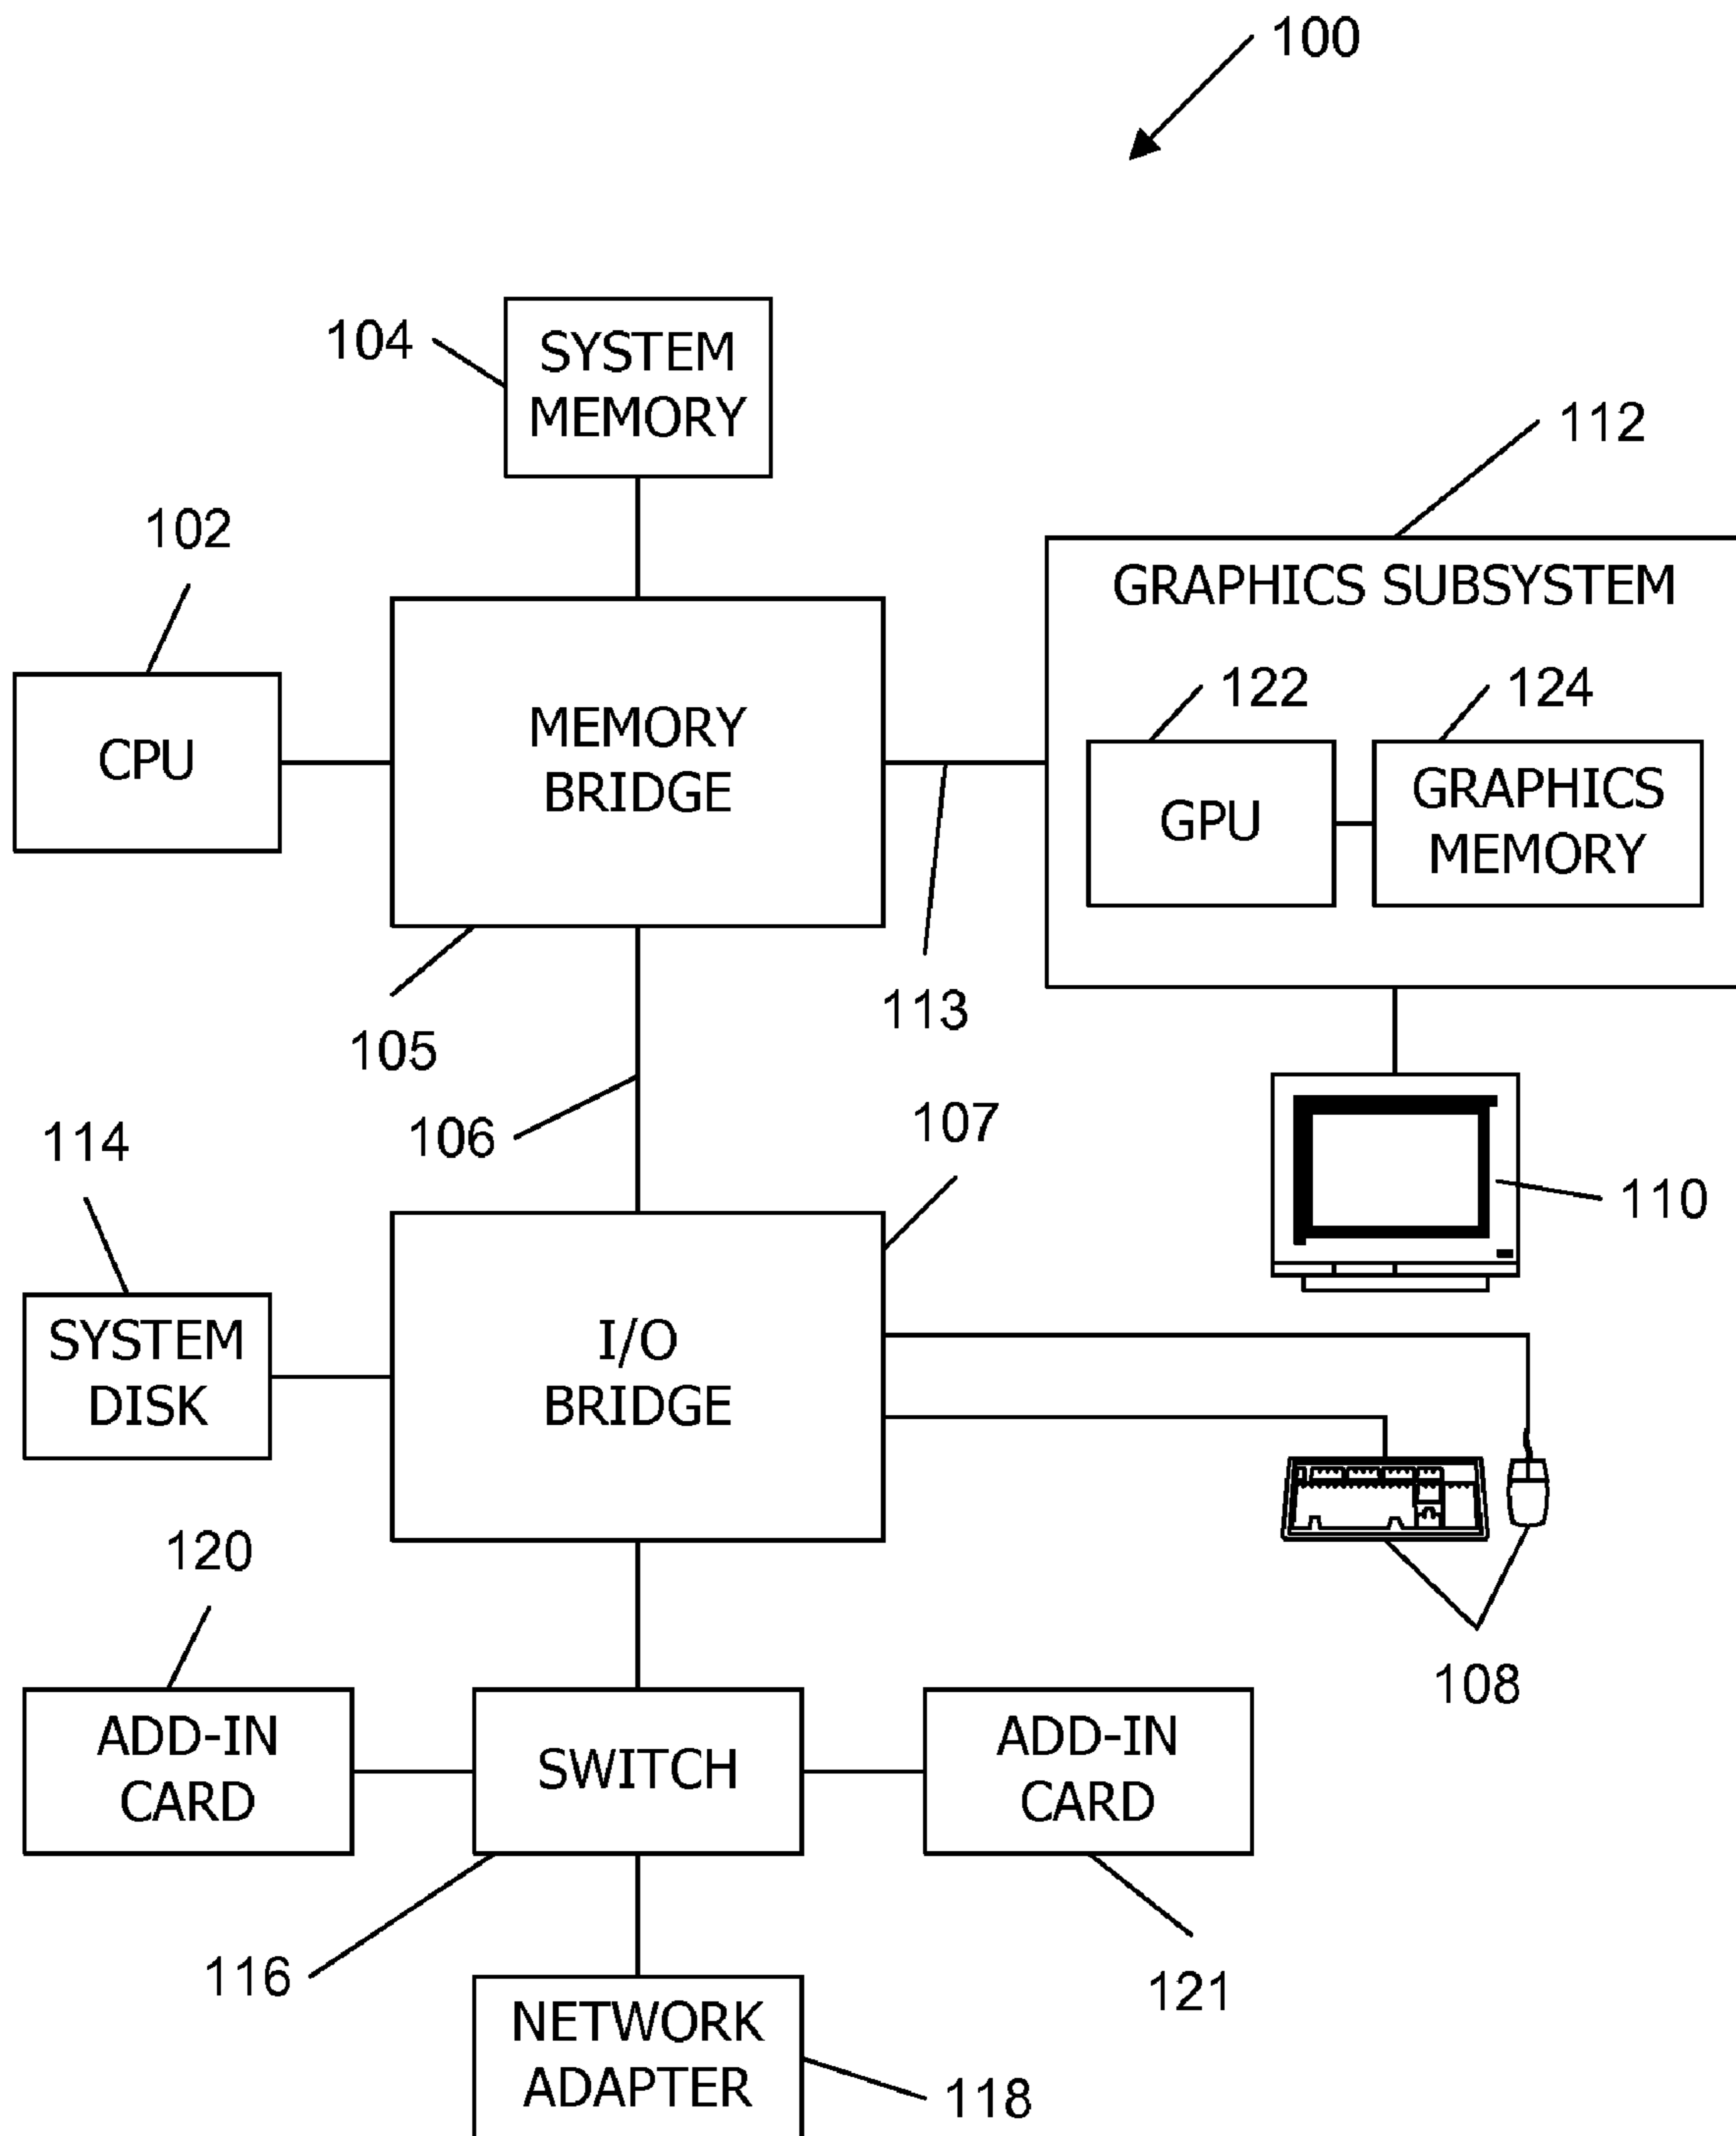 100
104
SYSTEM
MEMORY
112
102
GRAPHICS SUBSYSTEM
122
124
CPU
MEMORY
BRIDGE
GPU
GRAPHICS
MEMORY
113
105
106
107
114
110
SYSTEM
DISK
I/O
BRIDGE
120
108
ADD-IN
CARD
SWITCH
ADD-IN
CARD
116
121
NETWORK
ADAPTER
118